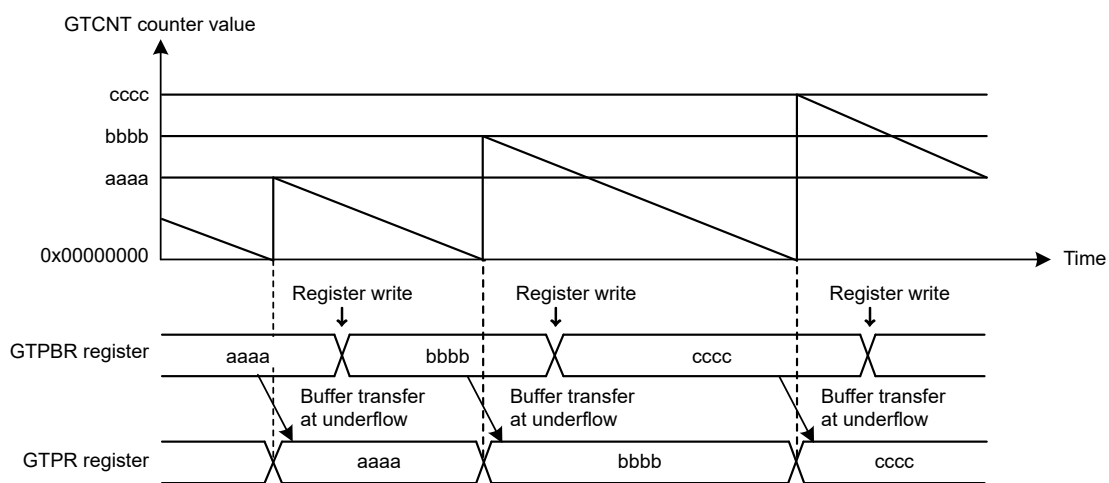 GTCNT counter value
cccc
bbbb
aaaa
0x00000000
Time
Register write Register write Register write
GTPBR register
aaaa bbbb cccc
Buffer transfer Buffer transfer Buffer transfer
at underflow at underflow at underflow
GTPR register
aaaa bbbb cccc